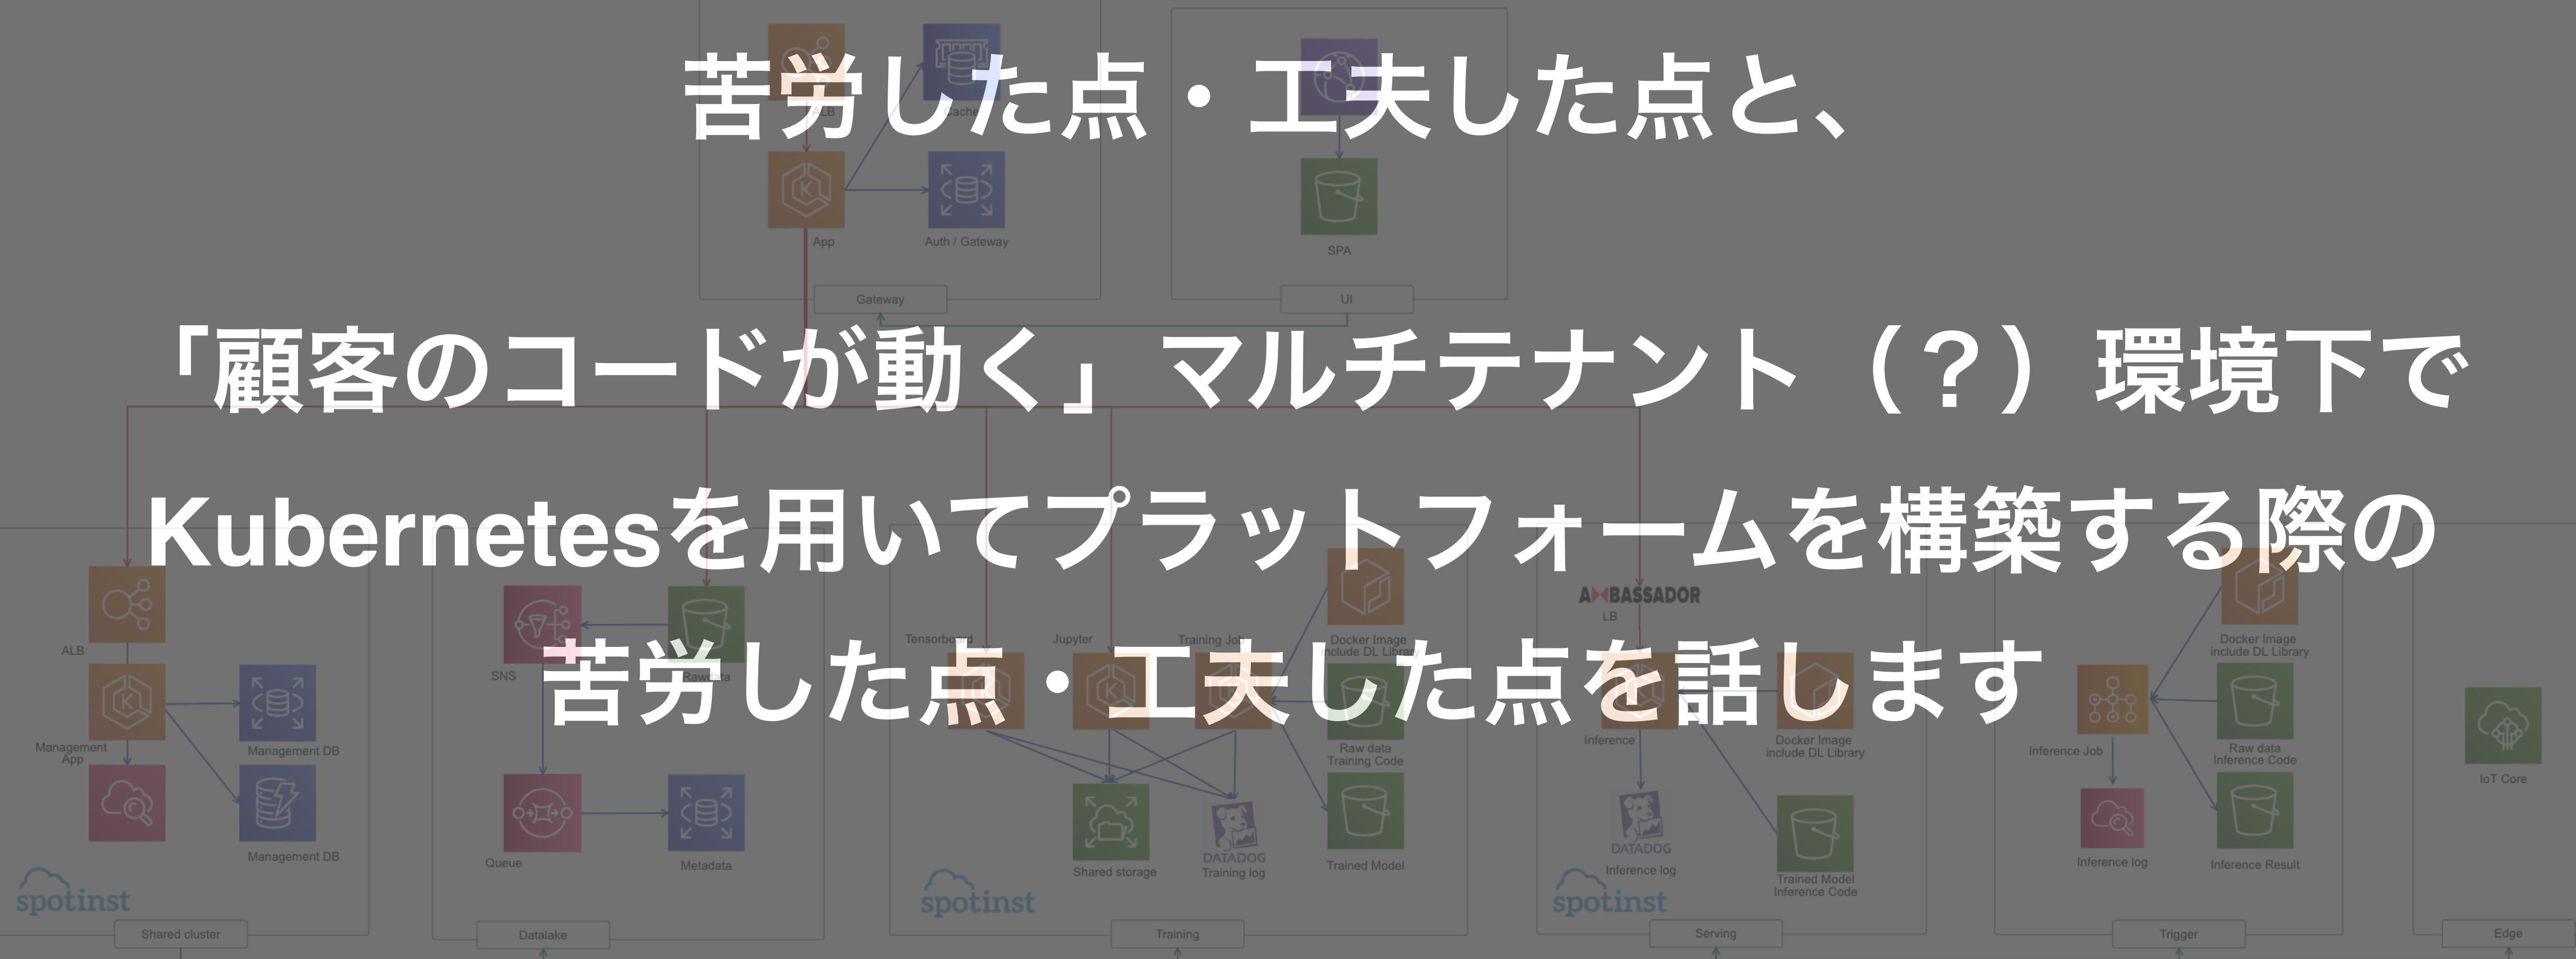 苦労した点・工夫した点と、
「顧客のコードが動く」マルチテナント（？）環境下で
Kubernetesを用いてプラットフォームを構築する際の
苦労した点・工夫した点を話します
ALB
Cache
App
Auth / Gateway
Gateway
SPA
UI
ALB
Management
App
Management DB
Management DB
spotinst
Shared cluster
SNS
Rawdata
Queue
Metadata
Datalake
Tensorboard
Jupyter
Training Job
Docker Image
include DL Library
Raw data
Training Code
Shared storage
DATADOG
Training log
Trained Model
spotinst
Training
AMBASSADOR
LB
Inference
Docker Image
include DL Library
DATADOG
Inference log
Trained Model
Inference Code
spotinst
Serving
Docker Image
include DL Library
Inference Job
Raw data
Inference Code
Inference log
Inference Result
Trigger
IoT Core
Edge